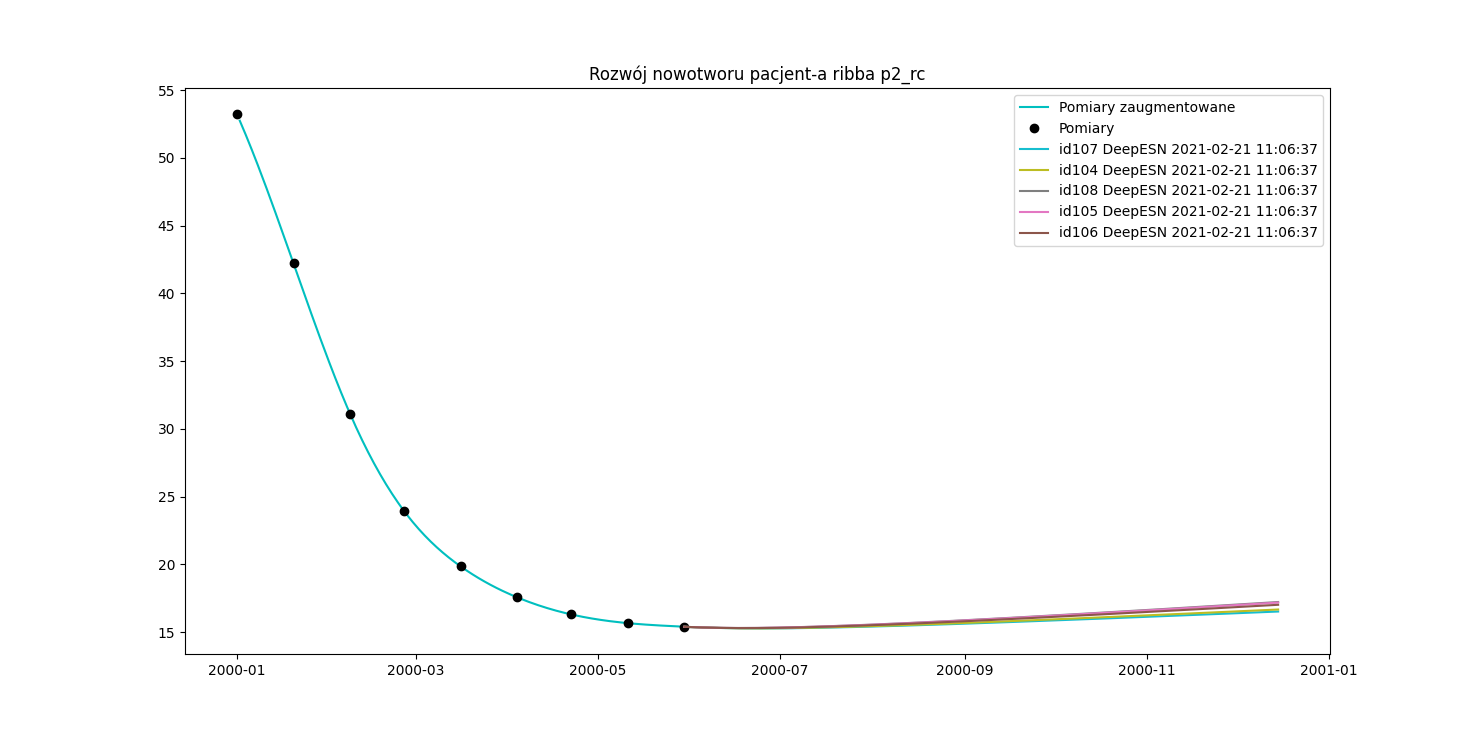 Rozwój nowotworu pacjent-a ribba p2_rc
55
50
45
40
35
30
25
20
15
2000-01
2000-03
2000-05
2000-07
2000-09
2000-11
2001-01
Pomiary zaugmentowane
Pomiary
id107 DeepESN 2021-02-21 11:06:37
id104 DeepESN 2021-02-21 11:06:37
id108 DeepESN 2021-02-21 11:06:37
id105 DeepESN 2021-02-21 11:06:37
id106 DeepESN 2021-02-21 11:06:37